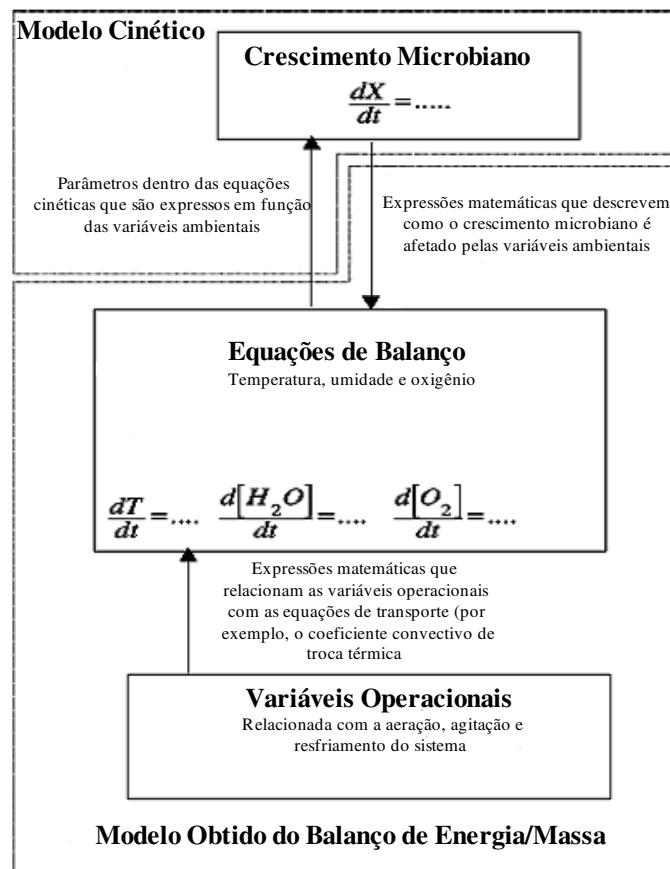 Modelo Cinético
Crescimento Microbiano
dX/dt=.....
Parâmetros dentro das equações
cinéticas que são expressos em função
das variáveis ambientais
Expressões matemáticas que descrevem
como o crescimento microbiano é
afetado pelas variáveis ambientais
Equações de Balanço
Temperatura, umidade e oxigênio
dT/dt=.... d[H₂O]/dt=.... d[O₂]/dt=....
Expressões matemáticas que
relacionam as variáveis operacionais
com as equações de transporte (por
exemplo, o coeficiente convectivo de
troca térmica
Variáveis Operacionais
Relacionada com a aeração, agitação e
resfriamento do sistema
Modelo Obtido do Balanço de Energia/Massa